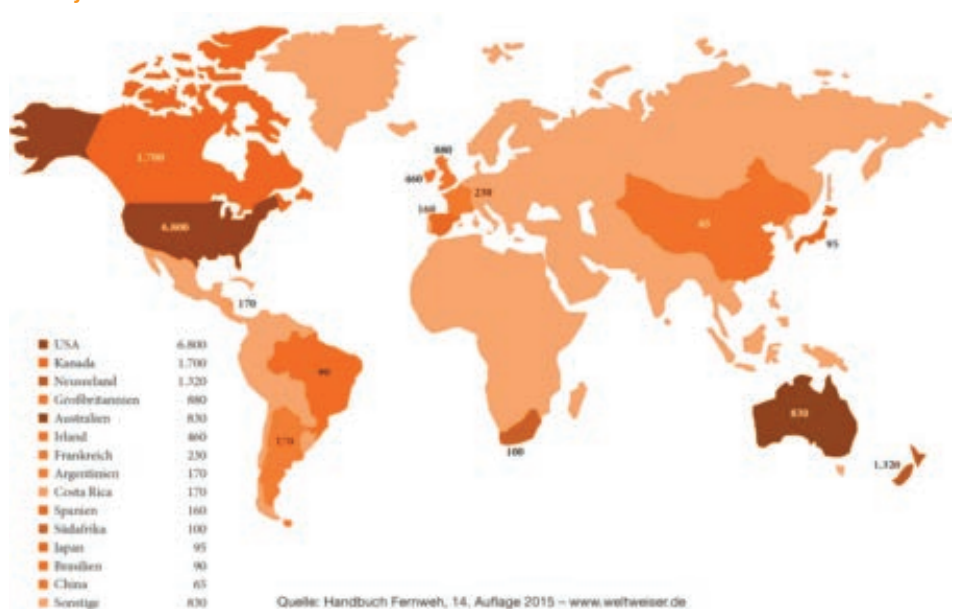 880
1.700
460
230
160
65
6.800
95
170
USA 6.800
Kanada 1.700
Neuseeland 1.320
90
Großbritannien 880
Australien 830
830
Irland 460
170
Frankreich 230
Argentinien 170
100
1.320
Costa Rica 170
Spanien 160
Südafrika 100
Japan 95
Brasilien 90
China 65
Sonstige 830
Quelle: Handbuch Fernweh, 14. Auflage 2015 – www.weltweiser.de